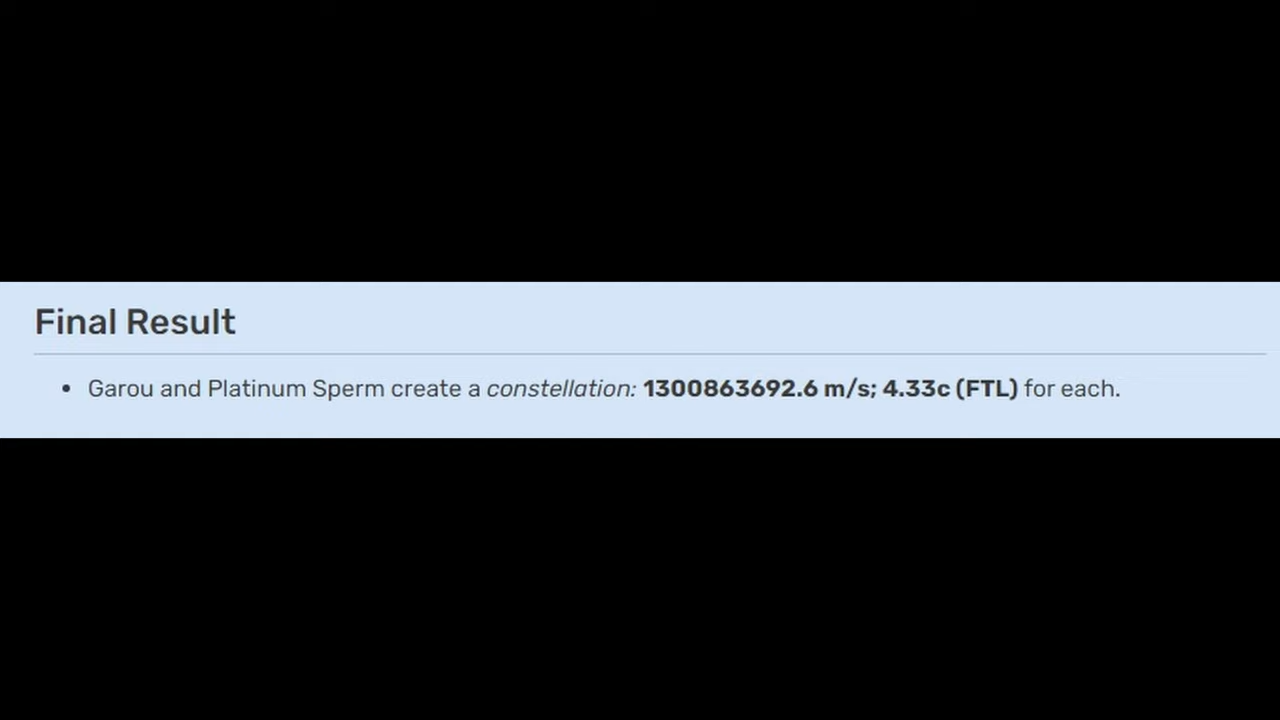 Final Result
• Garou and Platinum Sperm create a constellation: 1300863692.6 m/s; 4.33c (FTL) for each.